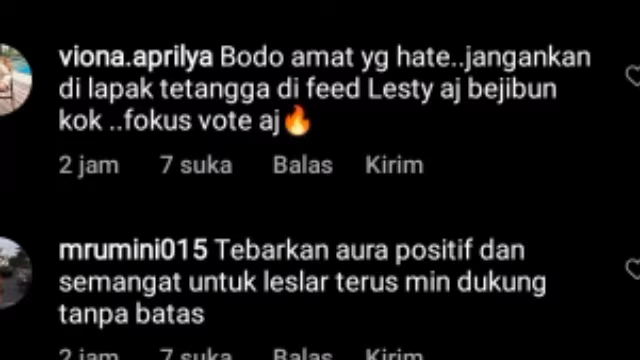 viona.aprilya Bodo amat yg hate..jangankan
di lapak tetangga di feed Lesty aj bejibun
kok ..fokus vote aj🔥
2 jam 7 suka Balas Kirim
mrumini015 Tebarkan aura positif dan
semangat untuk leslar terus min dukung
tanpa batas
2 jam 7 suka Balas Kirim